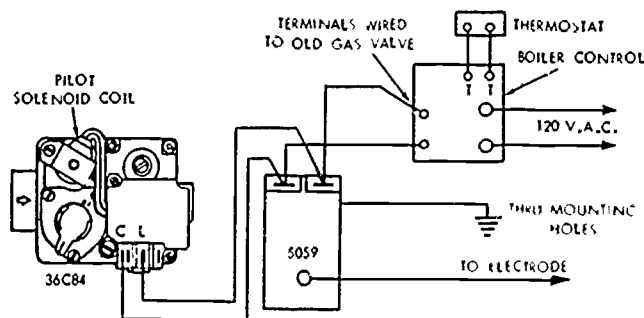 TERMINALS WIRED
TO OLD GAS VALVE
THERMOSTAT
BOILER CONTROL
T T
120 V.A.C.
PILOT
SOLENOID COIL
C L
36C84
5059
THRU MOUNTING
HOLES
TO ELECTRODE